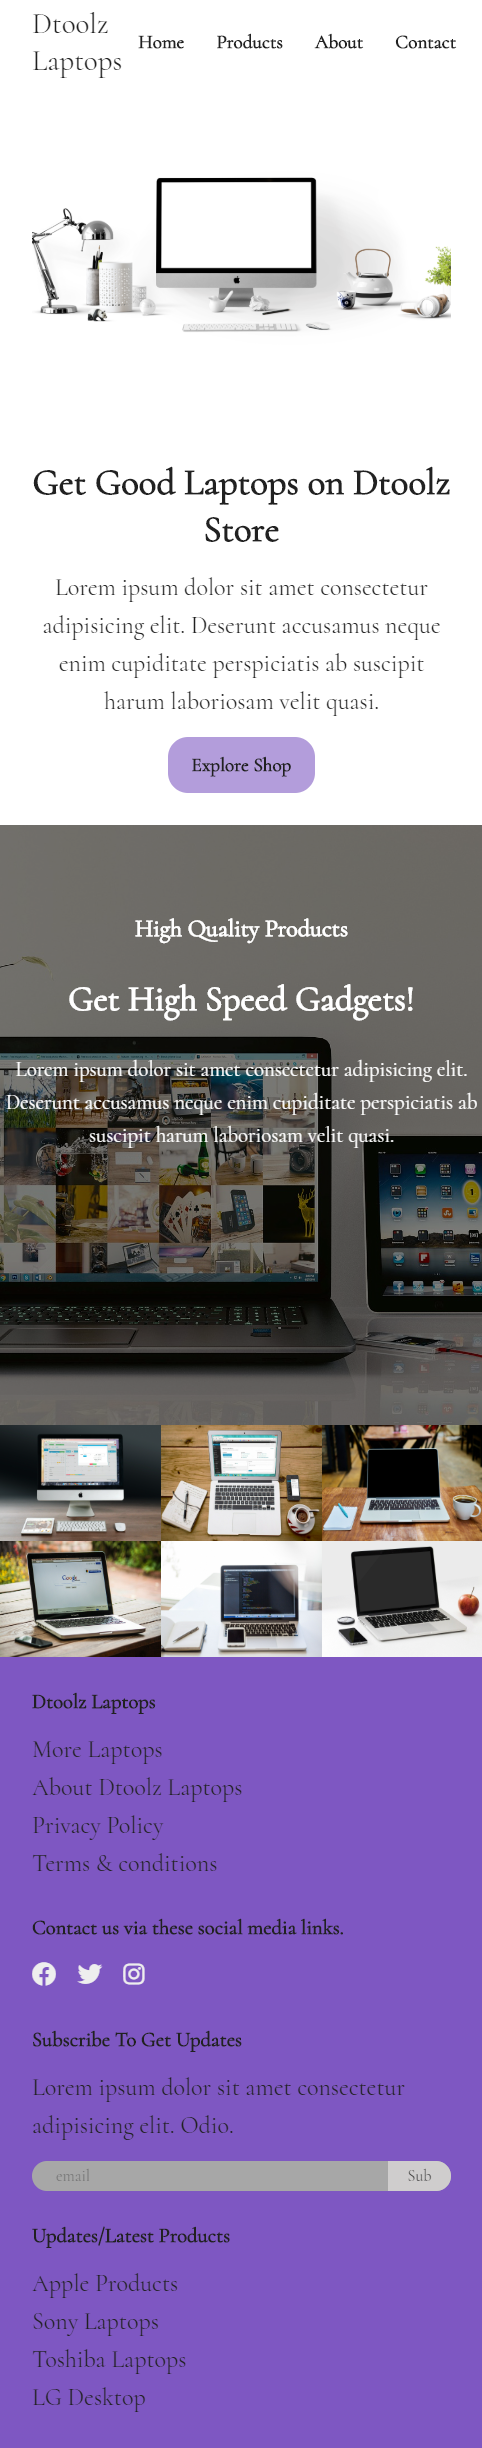 Dtoolz
Laptops
Home Products About Contact
Get Good Laptops on Dtoolz
Store
Lorem ipsum dolor sit amet consectetur
adipisicing elit. Deserunt accusamus neque
enim cupiditate perspiciatis ab suscipit
harum laboriosam velit quasi.
Explore Shop
High Quality Products
Get High Speed Gadgets!
Lorem ipsum dolor sit amet consectetur adipisicing elit.
Deserunt accusamus neque enim cupiditate perspiciatis ab
suscipit harum laboriosam velit quasi.
Google
Dtoolz Laptops
More Laptops
About Dtoolz Laptops
Privacy Policy
Terms & conditions
Contact us via these social media links.
Subscribe To Get Updates
Lorem ipsum dolor sit amet consectetur
adipisicing elit. Odio.
email Sub
Updates/Latest Products
Apple Products
Sony Laptops
Toshiba Laptops
LG Desktop